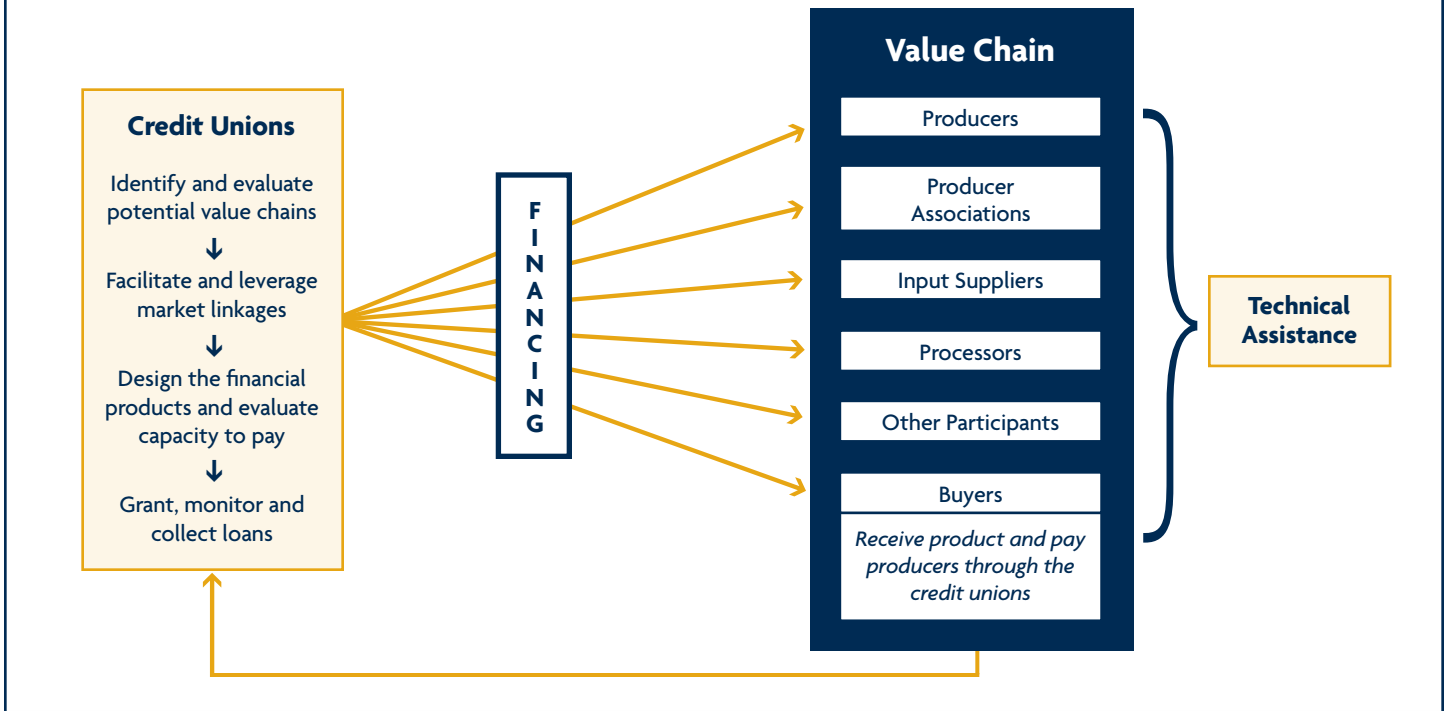 Credit Unions
Identify and evaluate
potential value chains
Facilitate and leverage
market linkages
Design the financial
products and evaluate
capacity to pay
Grant, monitor and
collect loans
FINANCING
Value Chain
Producers
Producer
Associations
Input Suppliers
Processors
Other Participants
Buyers
Receive product and pay
producers through the
credit unions
Technical
Assistance